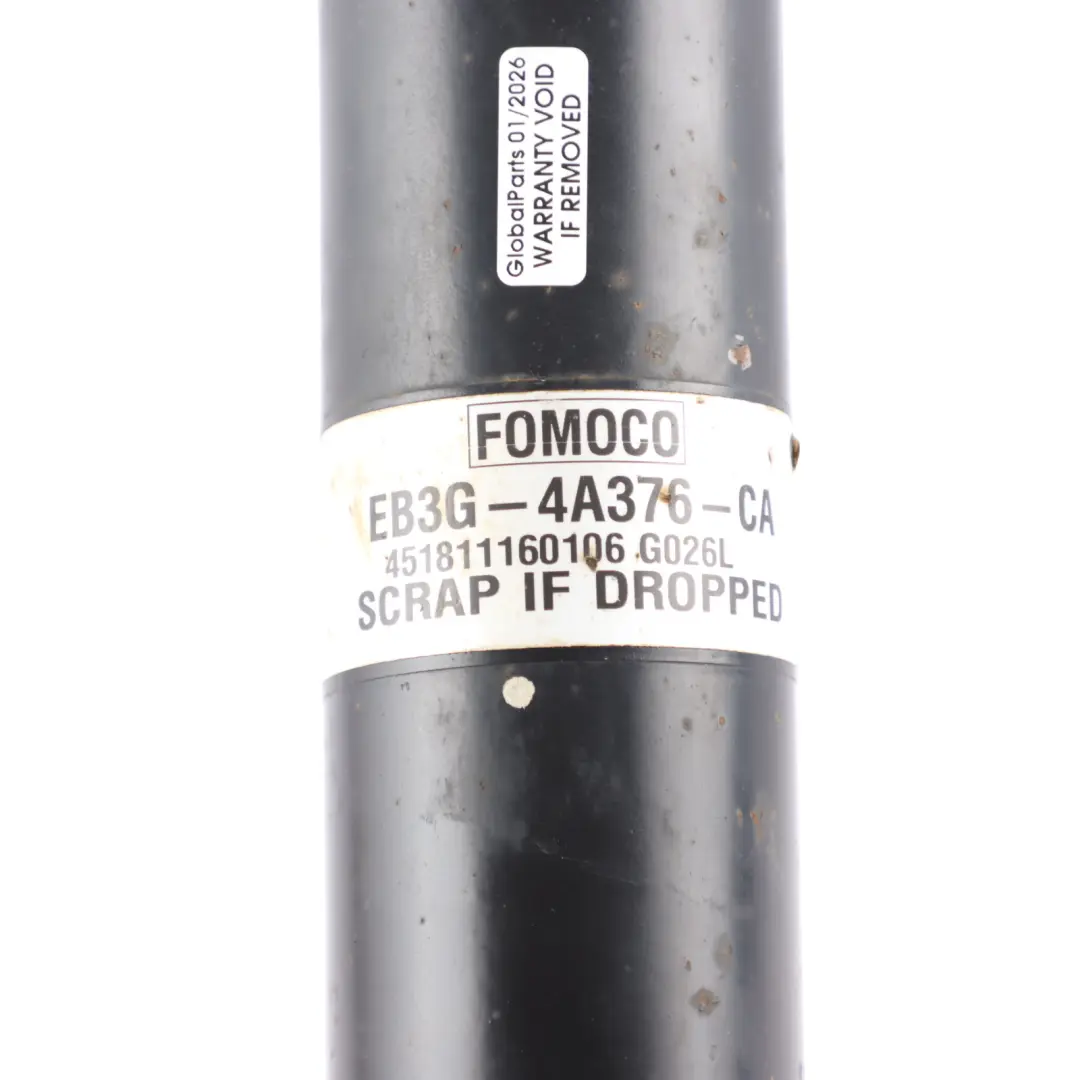 GlobalParts 01/2026
WARRANTY VOID
IF REMOVED
FOMOCO
EB3G-4A376-CA
451811160106 G026L
SCRAP IF DROPPED